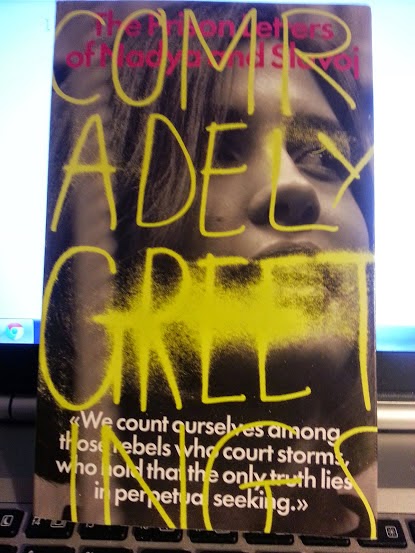 The Prison Letters
of Nadya and Slavoj
COMR
ADELY
GREET
INGS
«We count ourselves among
those rebels who court storms,
who hold that the only truth lies
in perpetual seeking.»